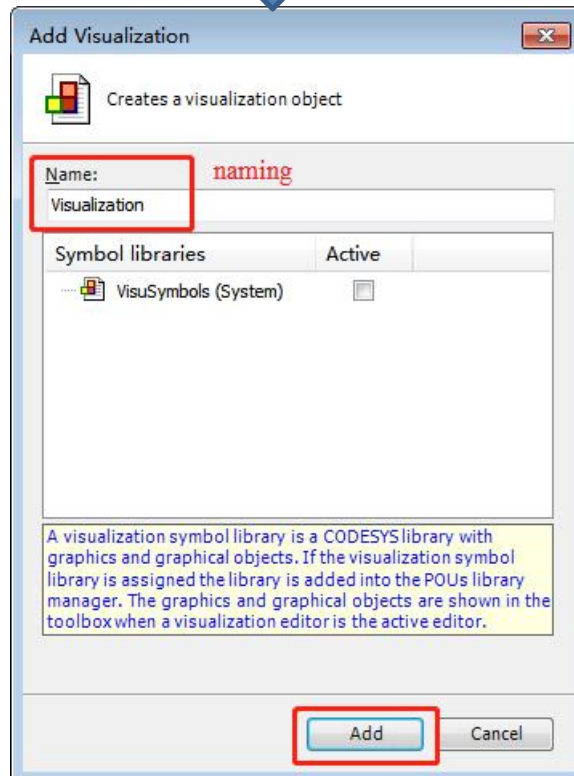 Add Visualization
Creates a visualization object
Name:
naming
Visualization
Symbol libraries Active
VisuSymbols (System)
A visualization symbol library is a CODESYS library with
graphics and graphical objects. If the visualization symbol
library is assigned the library is added into the POUs library
manager. The graphics and graphical objects are shown in the
toolbox when a visualization editor is the active editor.
Add Cancel